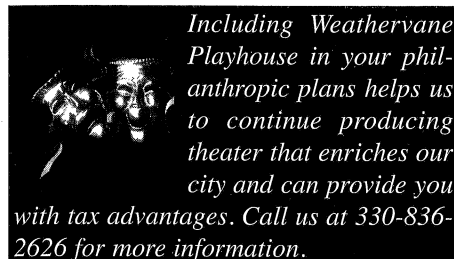 Including Weathervane
Playhouse in your phil-
anthropic plans helps us
to continue producing
theater that enriches our
city and can provide you
with tax advantages. Call us at 330-836-
2626 for more information.